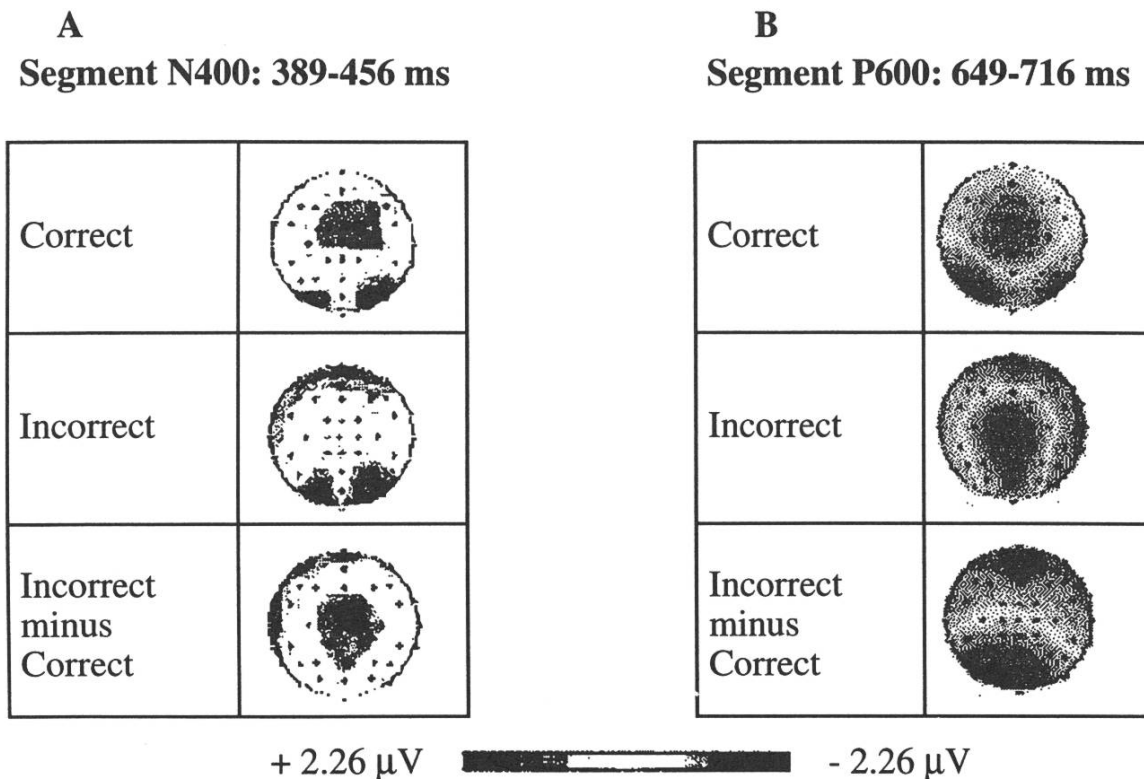 A
Segment N400: 389-456 ms
Correct
Incorrect
Incorrect
minus
Correct
B
Segment P600: 649-716 ms
Correct
Incorrect
Incorrect
minus
Correct
+ 2.26 µV - 2.26 µV